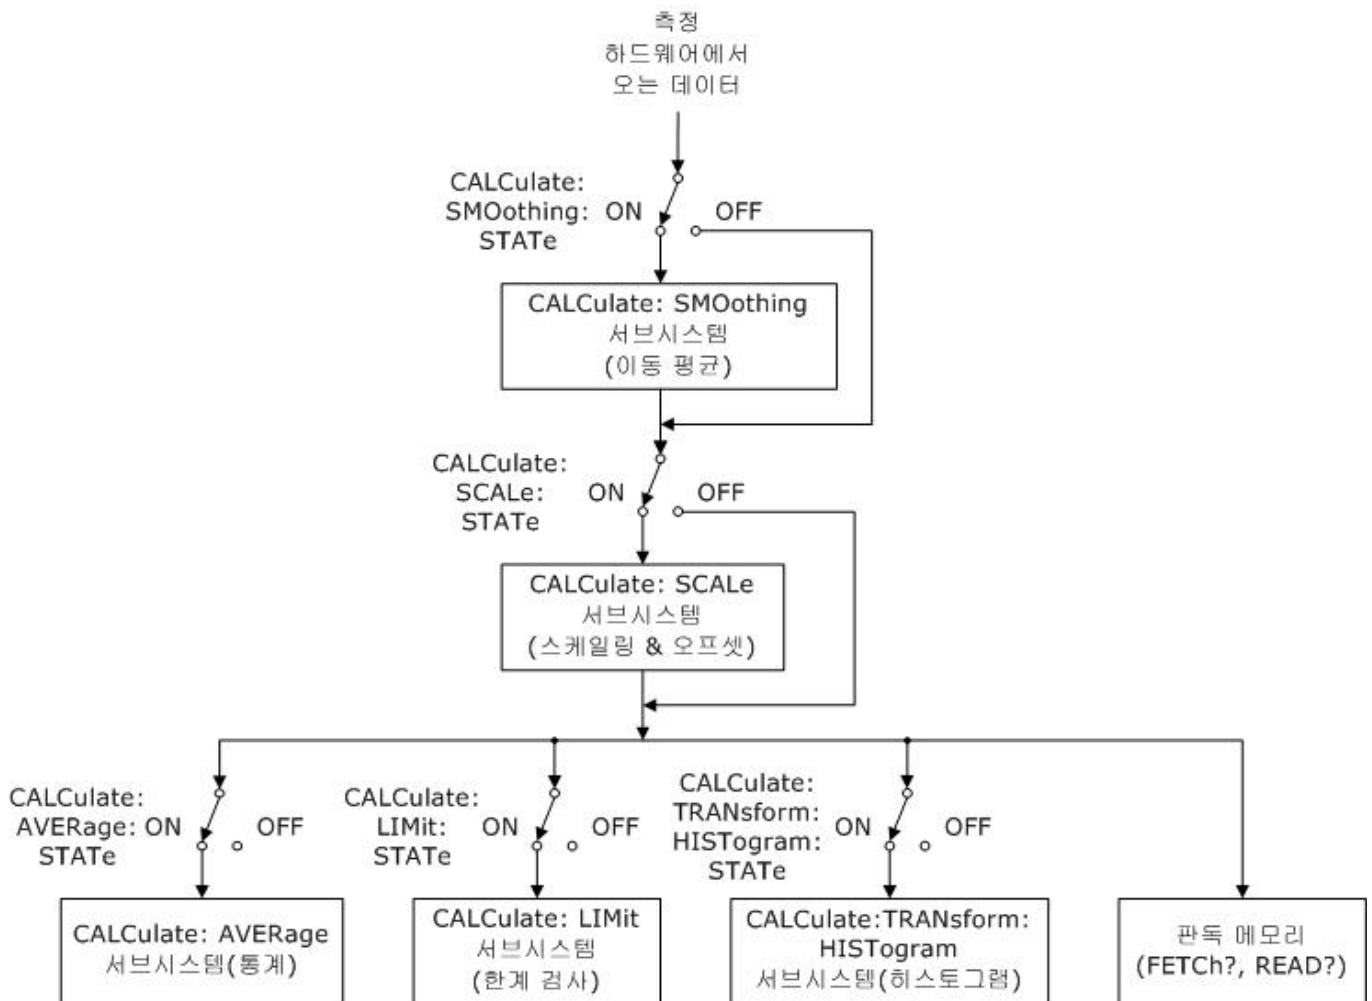 측정
하드웨어에서
오는 데이터
CALCulate:
SMOothing: ON OFF
STATe
CALCulate: SMOothing
서브시스템
(이동 평균)
CALCulate:
SCALe: ON OFF
STATe
CALCulate: SCALe
서브시스템
(스케일링 & 오프셋)
CALCulate:
AVERage: ON OFF
STATe
CALCulate:
LIMit: ON OFF
STATe
CALCulate:
TRANsform: ON OFF
HISTogram:
STATe
CALCulate: AVERage
서브시스템(통계)
CALCulate: LIMit
서브시스템
(한계 검사)
CALCulate:TRANsform:
HISTogram
서브시스템(히스토그램)
판독 메모리
(FETCh?, READ?)